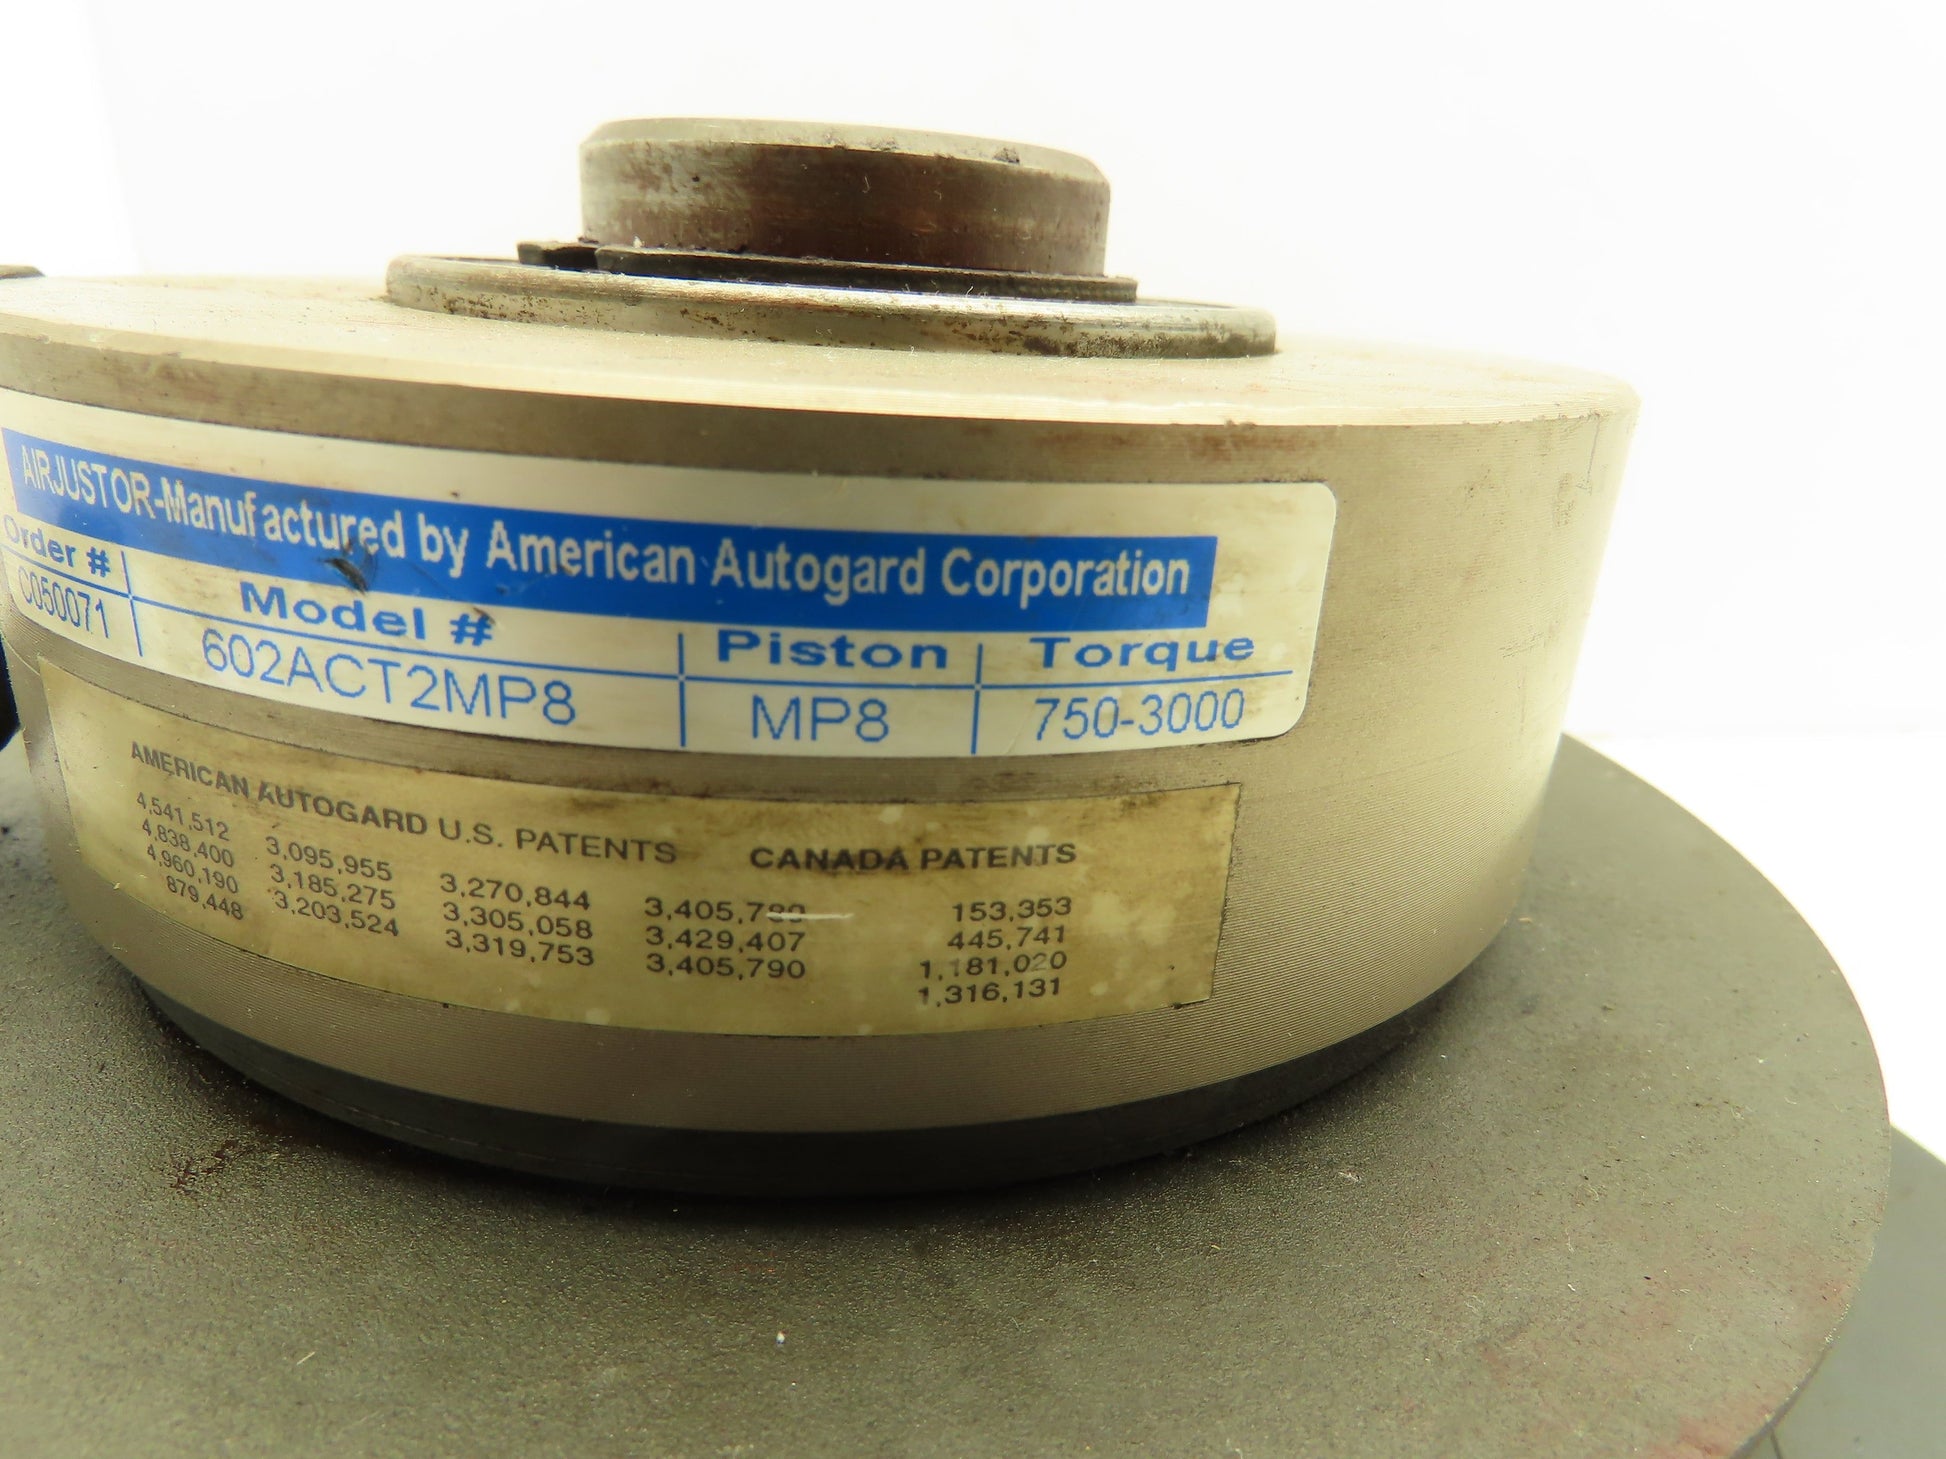 AIRJUSTOR-Manufactured by American Autogard Corporation
Order # Model # Piston Torque
C050071 602ACT2MP8 MP8 750-3000
AMERICAN AUTOGARD U.S. PATENTS CANADA PATENTS
4,541,512 3,095,955 3,270,844 3,405,780 153,353
4,838,400 3,185,275 3,305,058 3,429,407 445,741
4,960,190 3,203,524 3,319,753 3,405,790 1,181,020
879,448 1,316,131